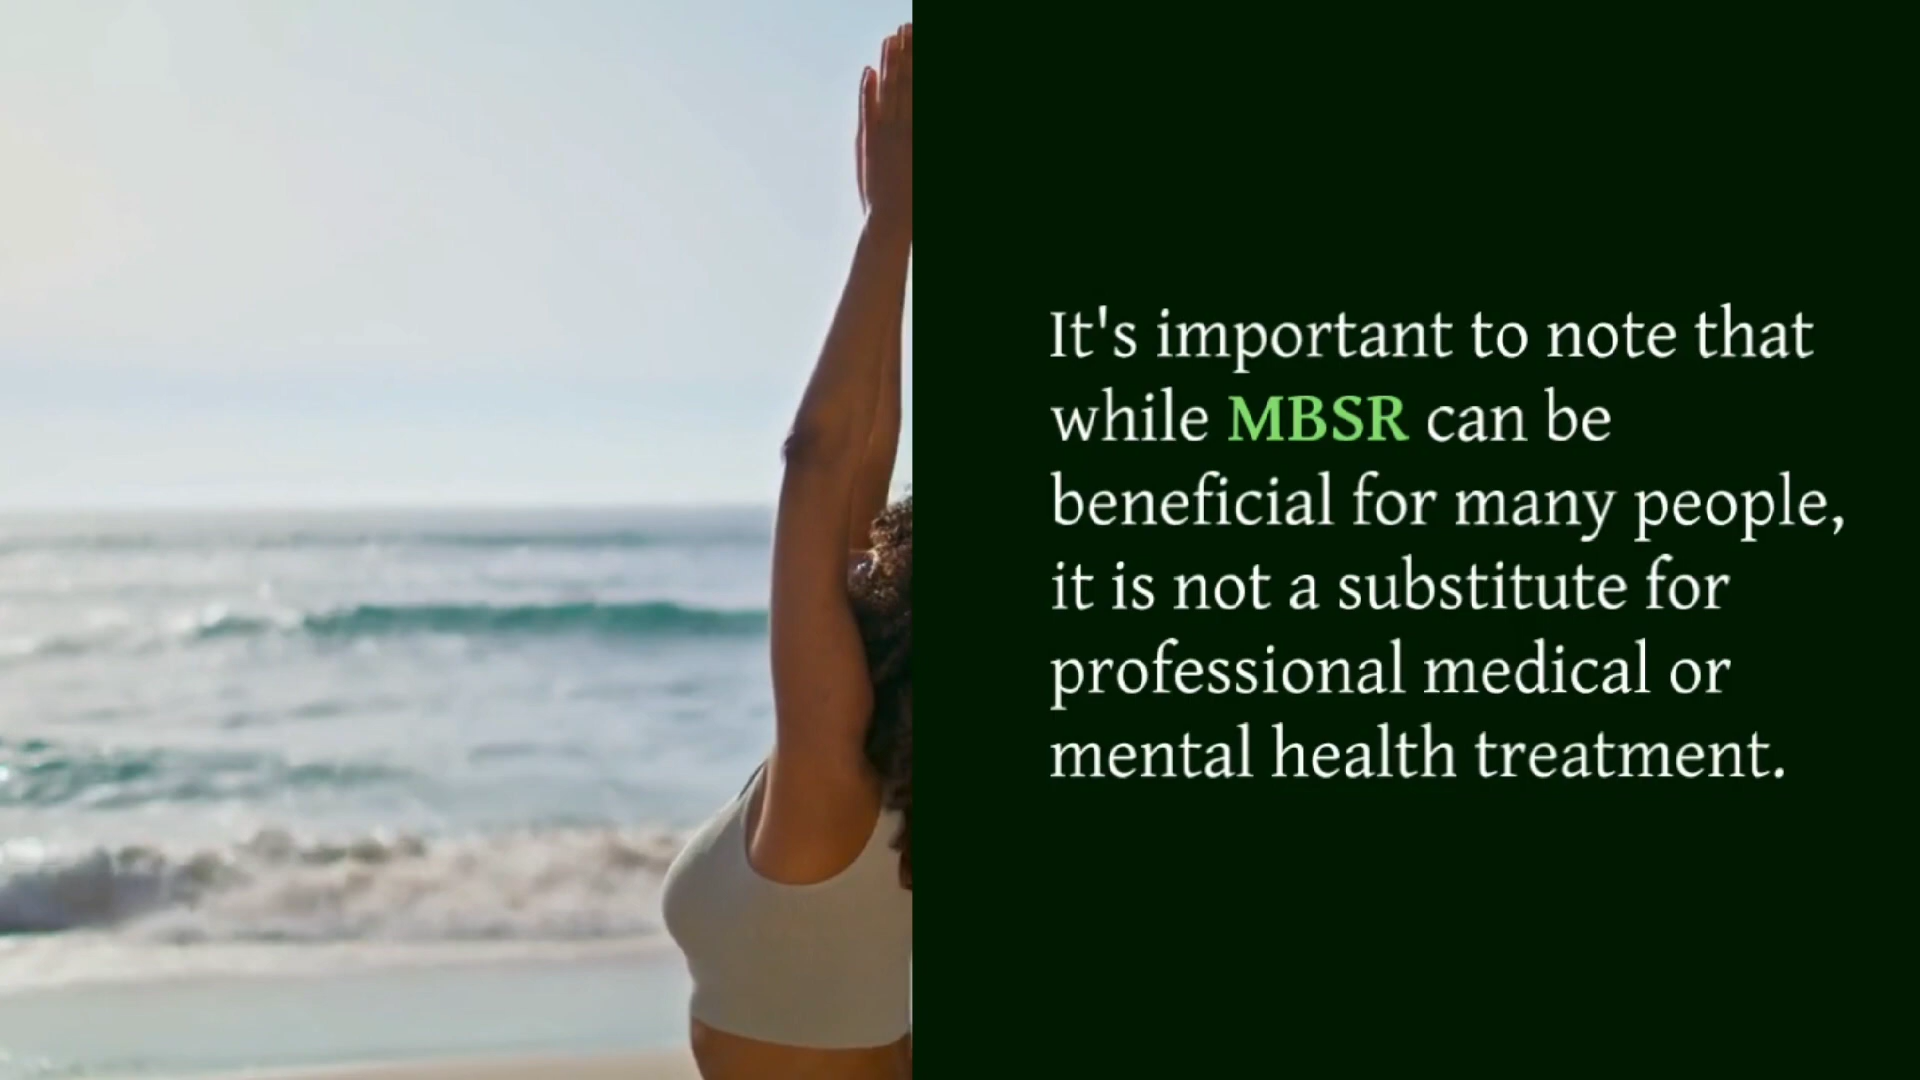 It's important to note that
while MBSR can be
beneficial for many people,
it is not a substitute for
professional medical or
mental health treatment.